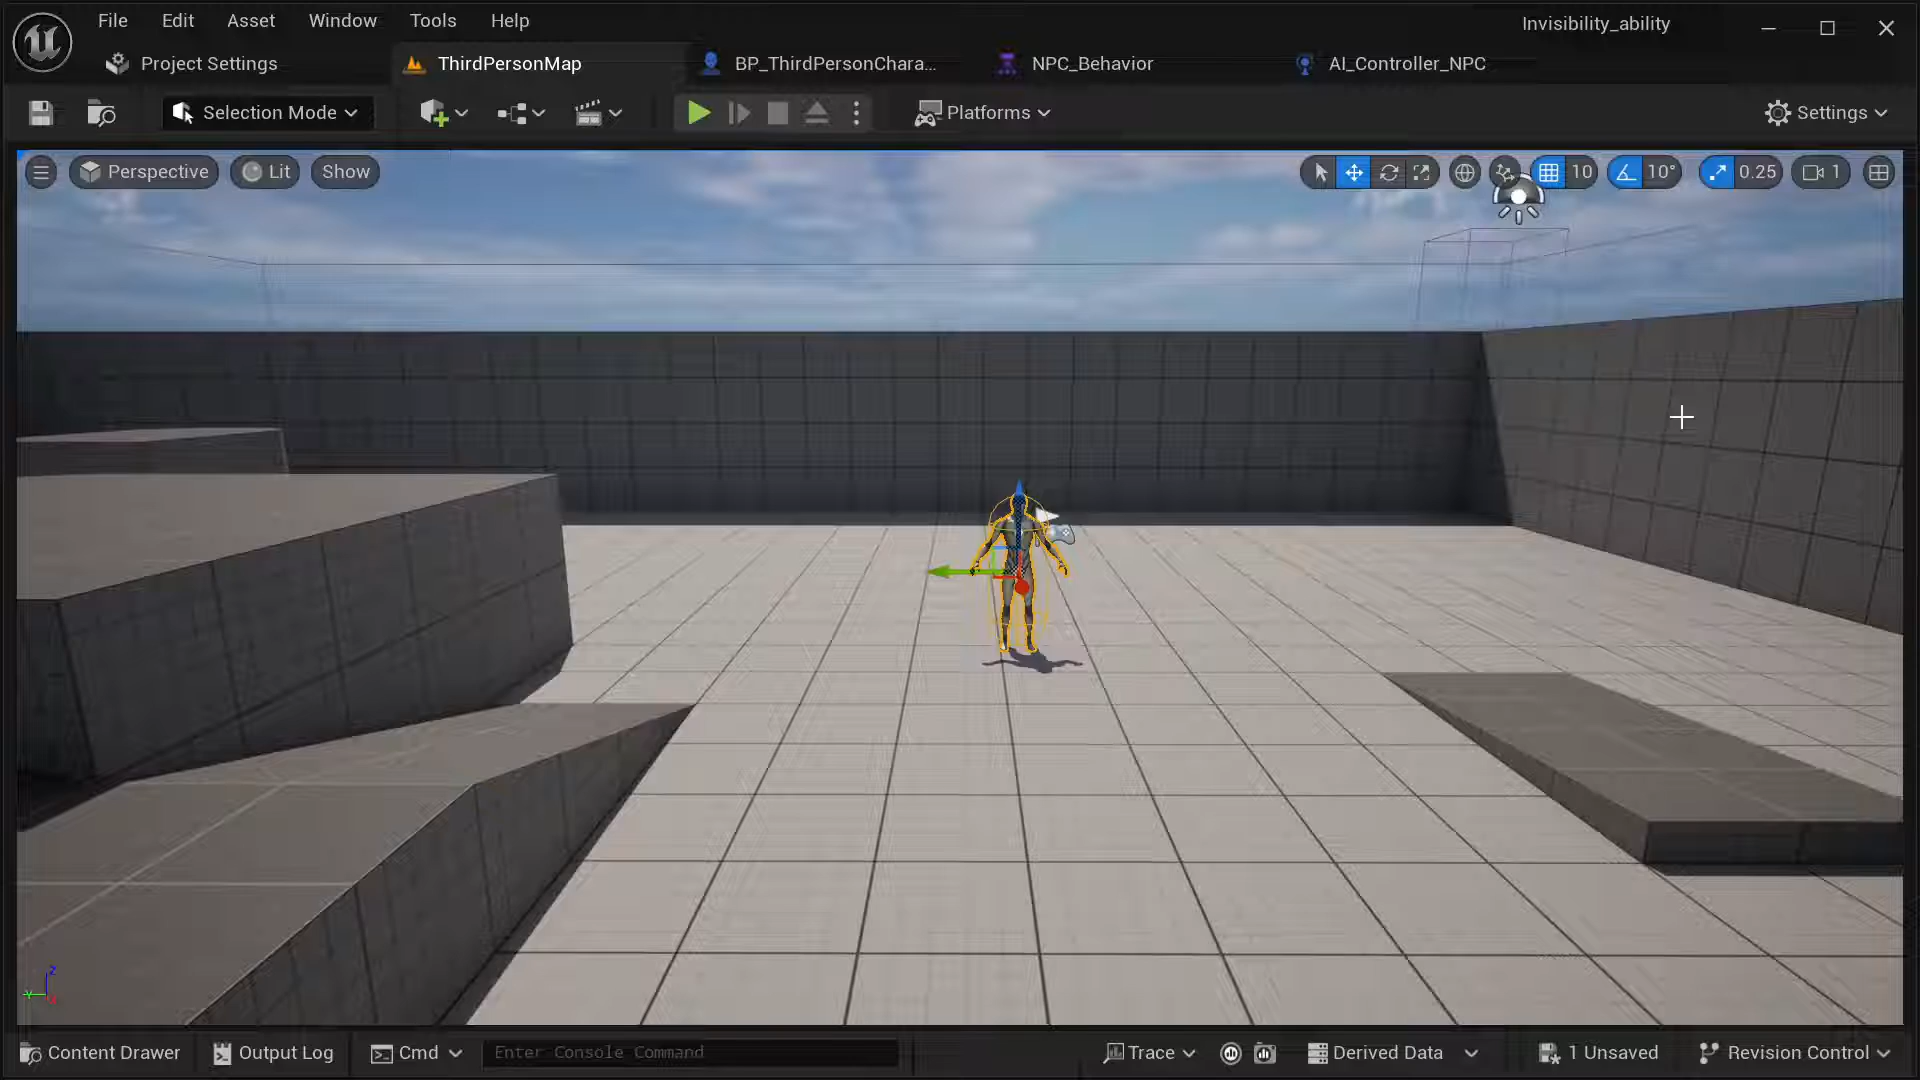 File Edit Asset Window Tools Help
Invisibility_ability
Project Settings ThirdPersonMap BP_ThirdPersonChara... NPC_Behavior AI_Controller_NPC
Selection Mode Platforms Settings
Perspective Lit Show 10 10° 0.25 1
Z
Y X
Content Drawer Output Log Cmd Enter Console Command Trace Derived Data 1 Unsaved Revision Control